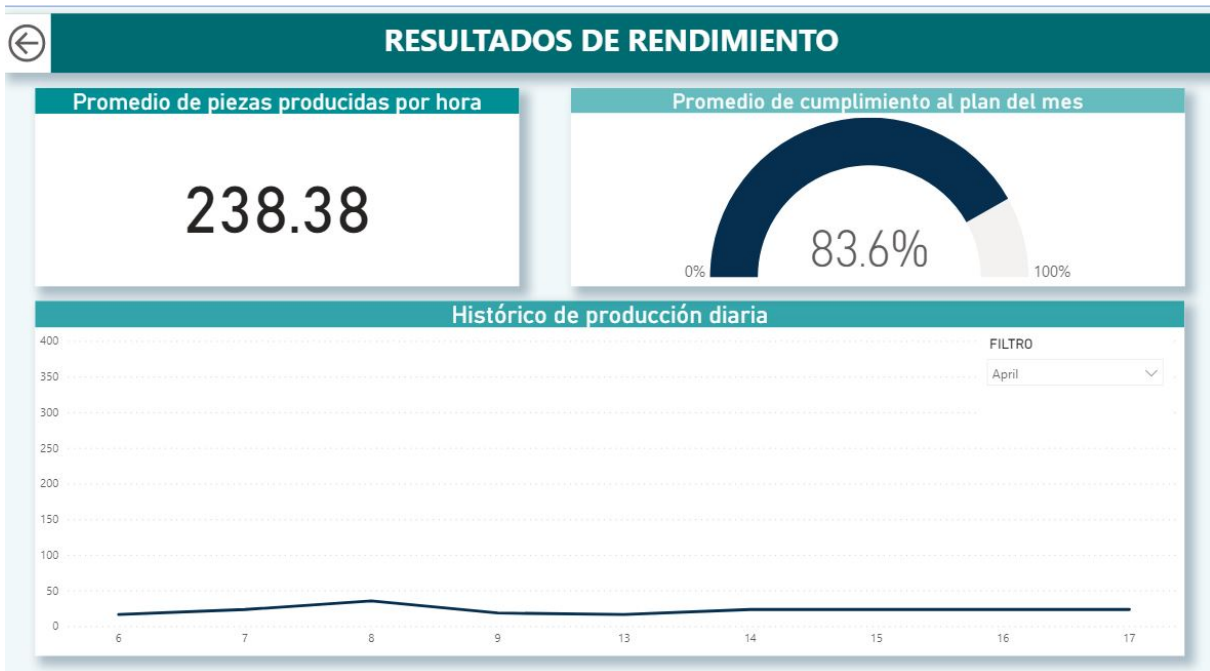 RESULTADOS DE RENDIMIENTO
Promedio de piezas producidas por hora
238.38
Promedio de cumplimiento al plan del mes
83.6%
0%
100%
Histórico de producción diaria
FILTRO
April
400
350
300
250
200
150
100
50
0
6 7 8 9 13 14 15 16 17